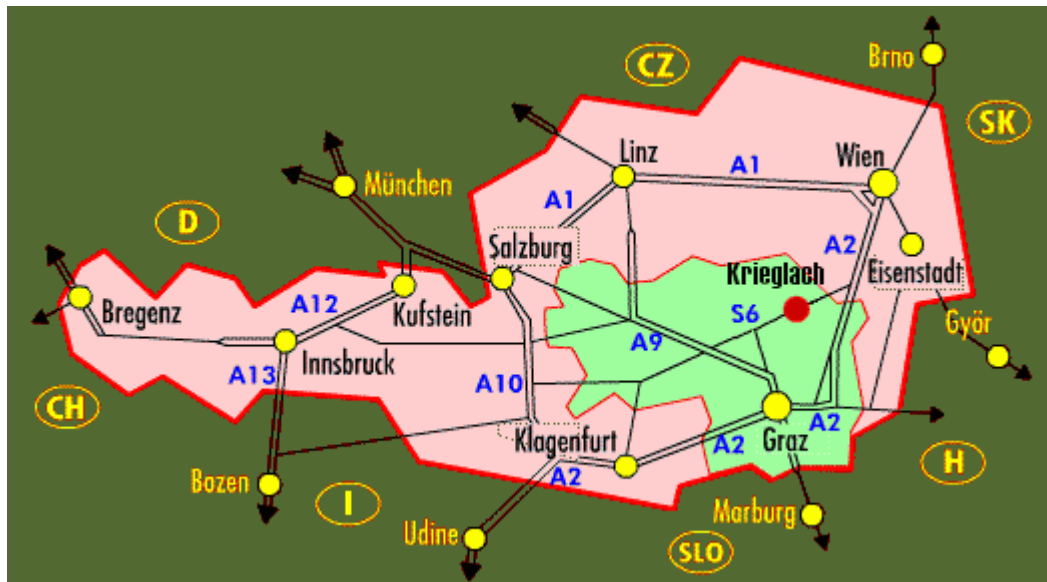 Brno
CZ
SK
Linz
A1
Wien
München
A1
D
Salzburg
A2
Krieglach
Eisenstadt
Bregenz
A12
Kufstein
S6
Györ
Innsbruck
A9
A13
A10
CH
Klagenfurt
A2
Graz
A2
H
A2
Bozen
I
Udine
Marburg
SLO